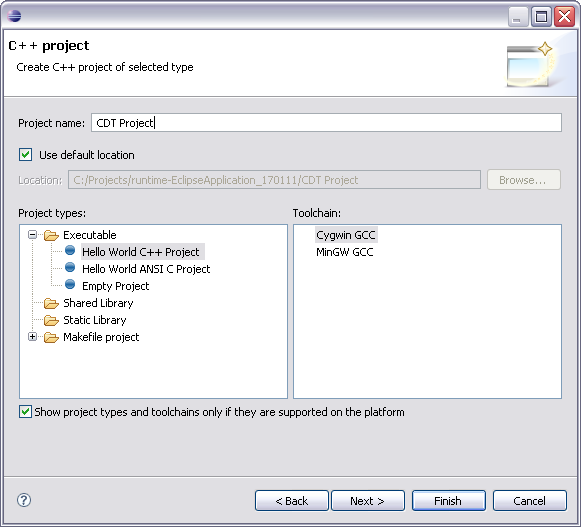 C++ project
Create C++ project of selected type
Project name: CDT Project
Use default location
Location: C:/Projects/runtime-EclipseApplication_170111/CDT Project Browse...
Project types: Toolchain:
Executable Cygwin GCC
Hello World C++ Project MinGW GCC
Hello World ANSI C Project
Empty Project
Shared Library
Static Library
Makefile project
Show project types and toolchains only if they are supported on the platform
? < Back Next > Finish Cancel